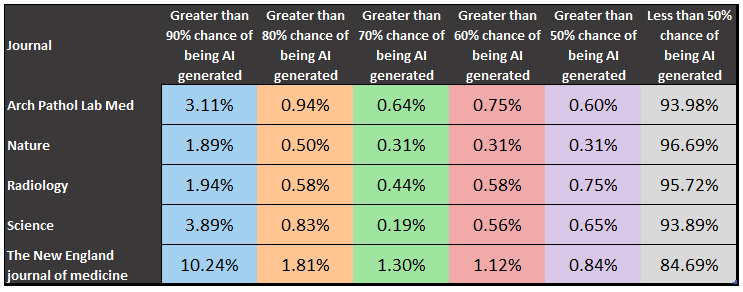 Journal
Greater than 90% chance of being AI generated
Greater than 80% chance of being AI generated
Greater than 70% chance of being AI generated
Greater than 60% chance of being AI generated
Greater than 50% chance of being AI generated
Less than 50% chance of being AI generated
Arch Pathol Lab Med 3.11% 0.94% 0.64% 0.75% 0.60% 93.98%
Nature 1.89% 0.50% 0.31% 0.31% 0.31% 96.69%
Radiology 1.94% 0.58% 0.44% 0.58% 0.75% 95.72%
Science 3.89% 0.83% 0.19% 0.56% 0.65% 93.89%
The New England journal of medicine 10.24% 1.81% 1.30% 1.12% 0.84% 84.69%